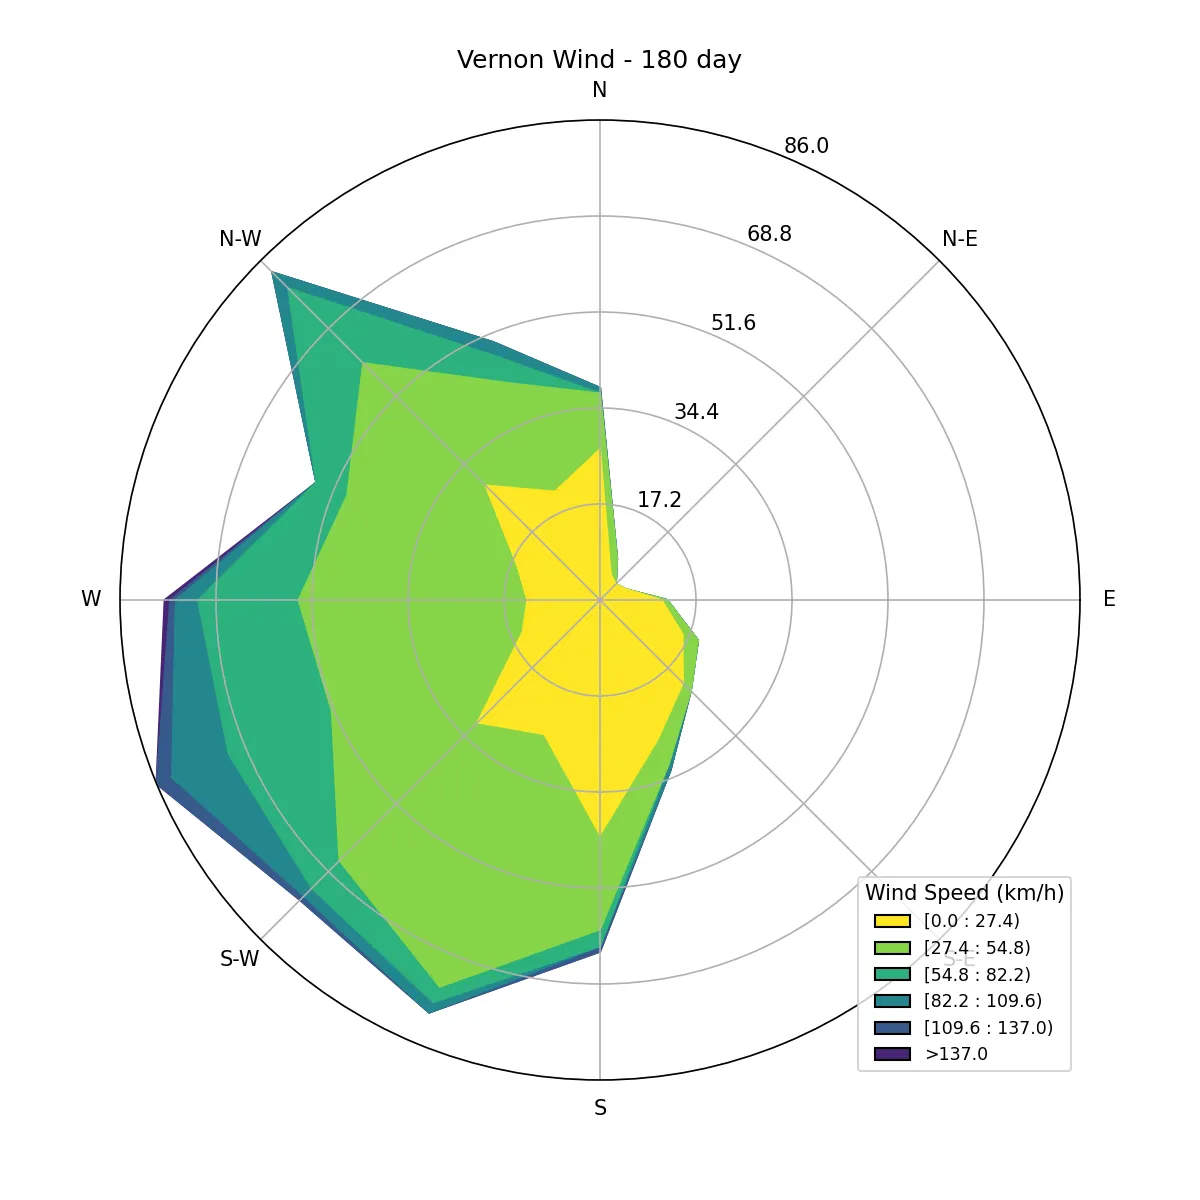 Vernon Wind - 180 day
N
86.0
68.8
N-W
N-E
51.6
34.4
17.2
W
E
Wind Speed (km/h)
[0.0 : 27.4)
[27.4 : 54.8)
S-W
S-E
[54.8 : 82.2)
[82.2 : 109.6)
[109.6 : 137.0)
>137.0
S